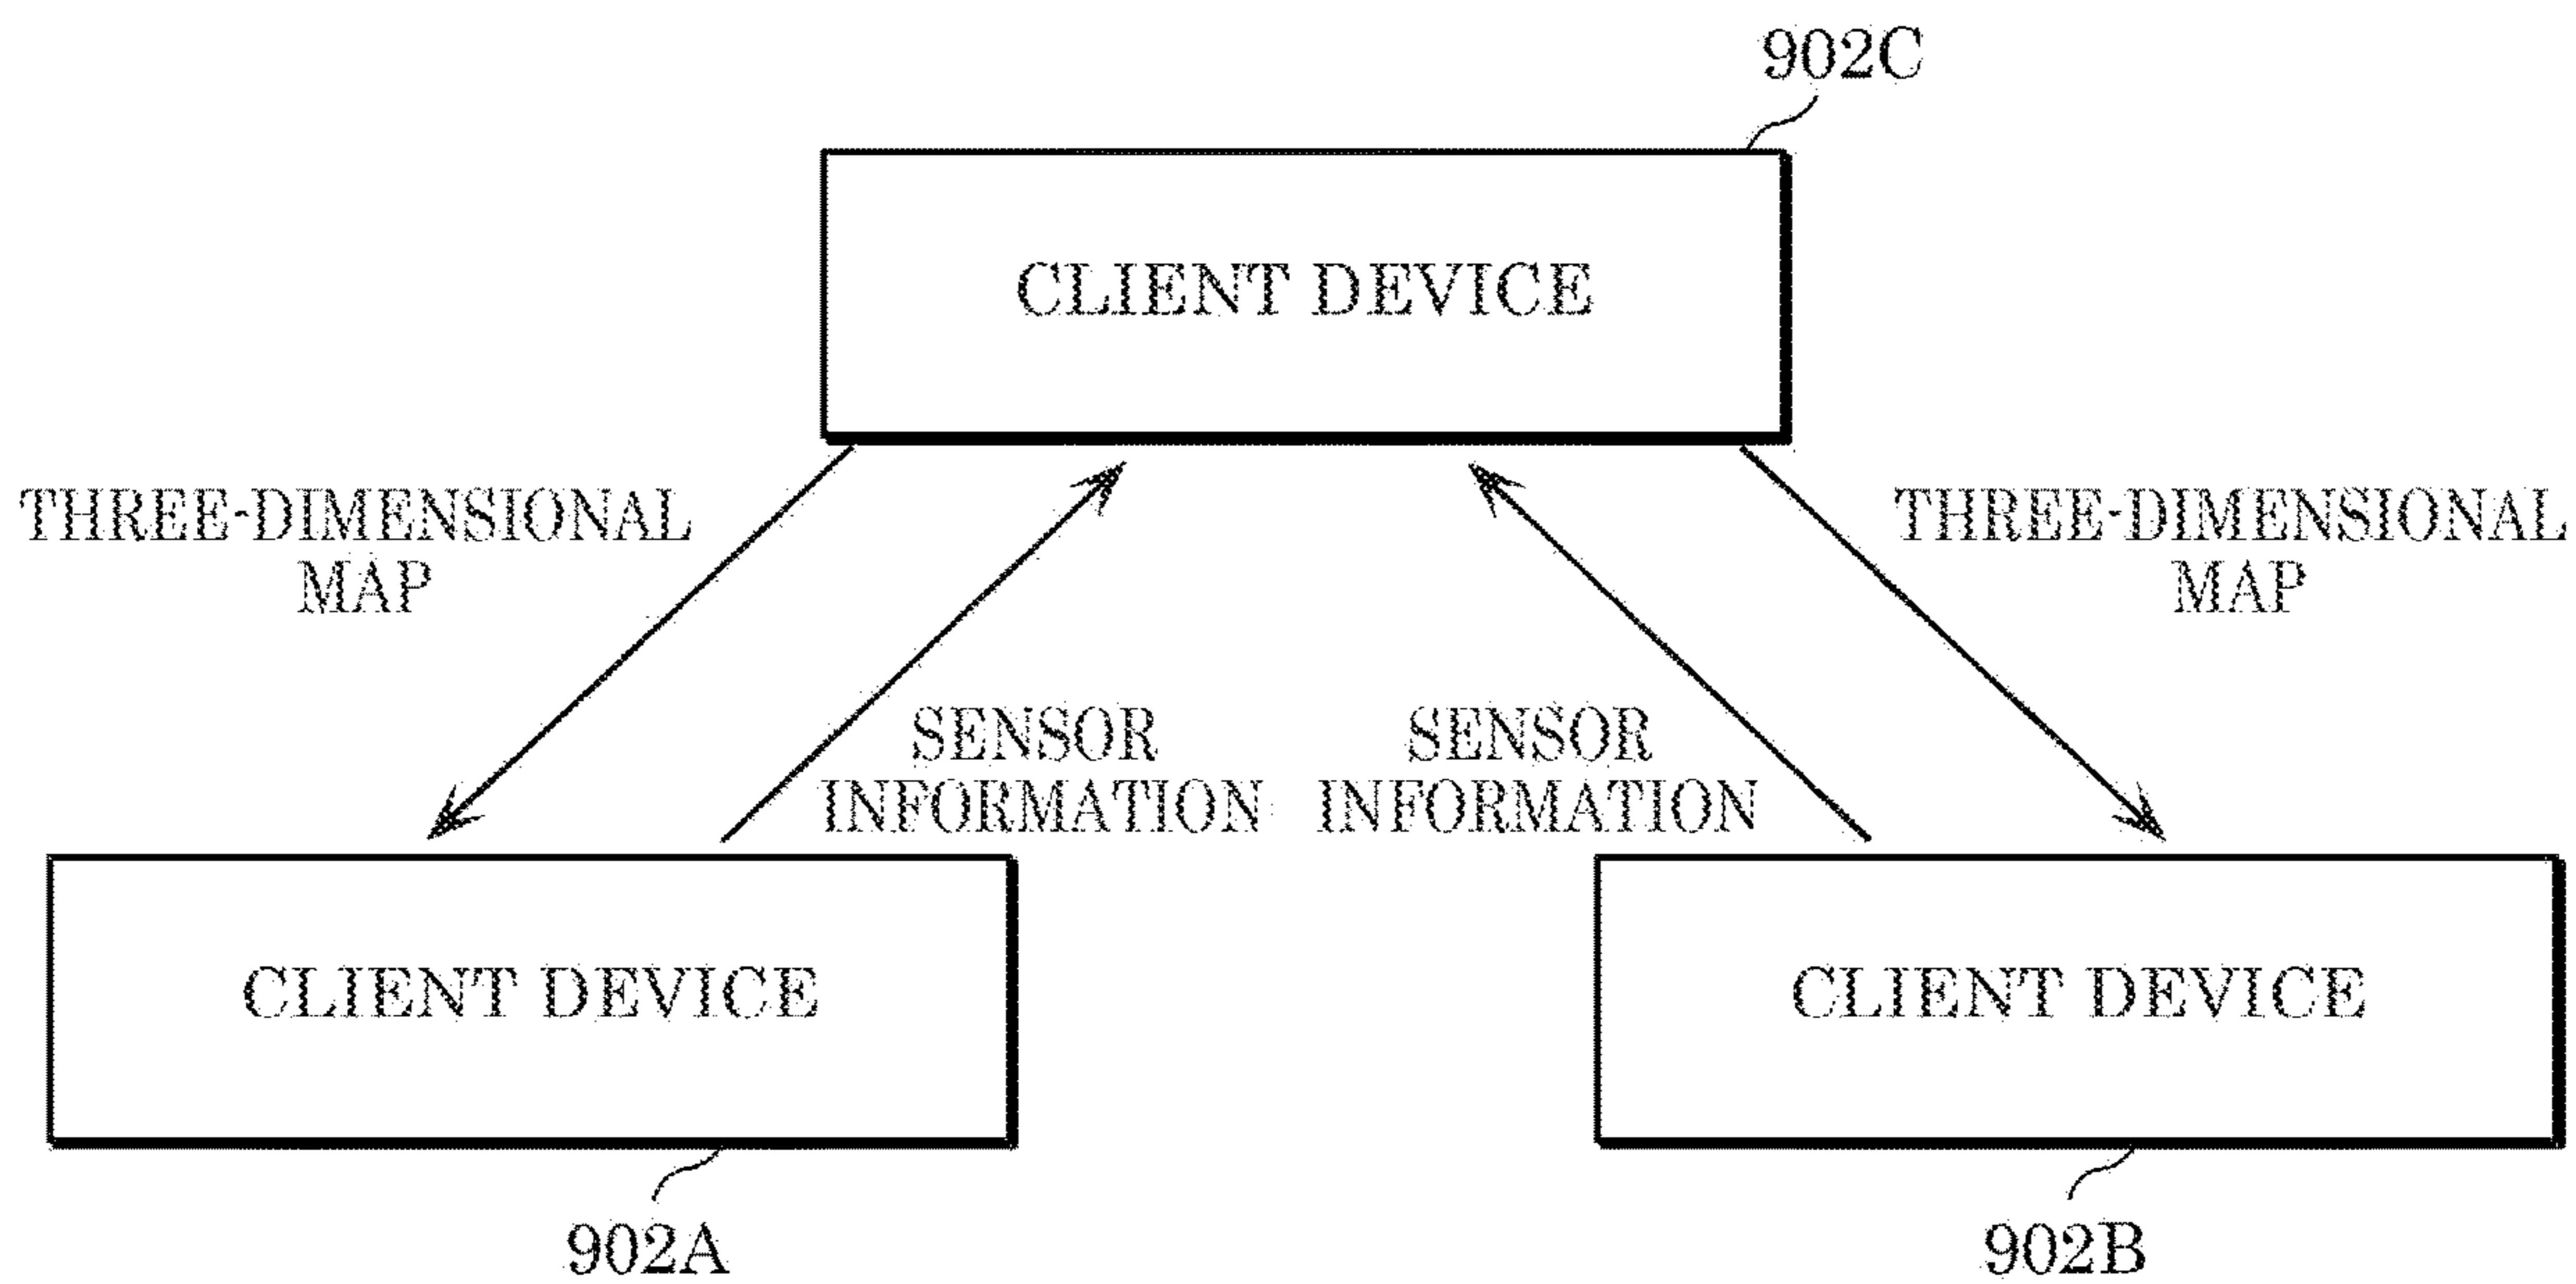 902C
CLIENT DEVICE
THREE-DIMENSIONAL
MAP
THREE-DIMENSIONAL
MAP
SENSOR
INFORMATION
SENSOR
INFORMATION
CLIENT DEVICE
CLIENT DEVICE
902A
902B